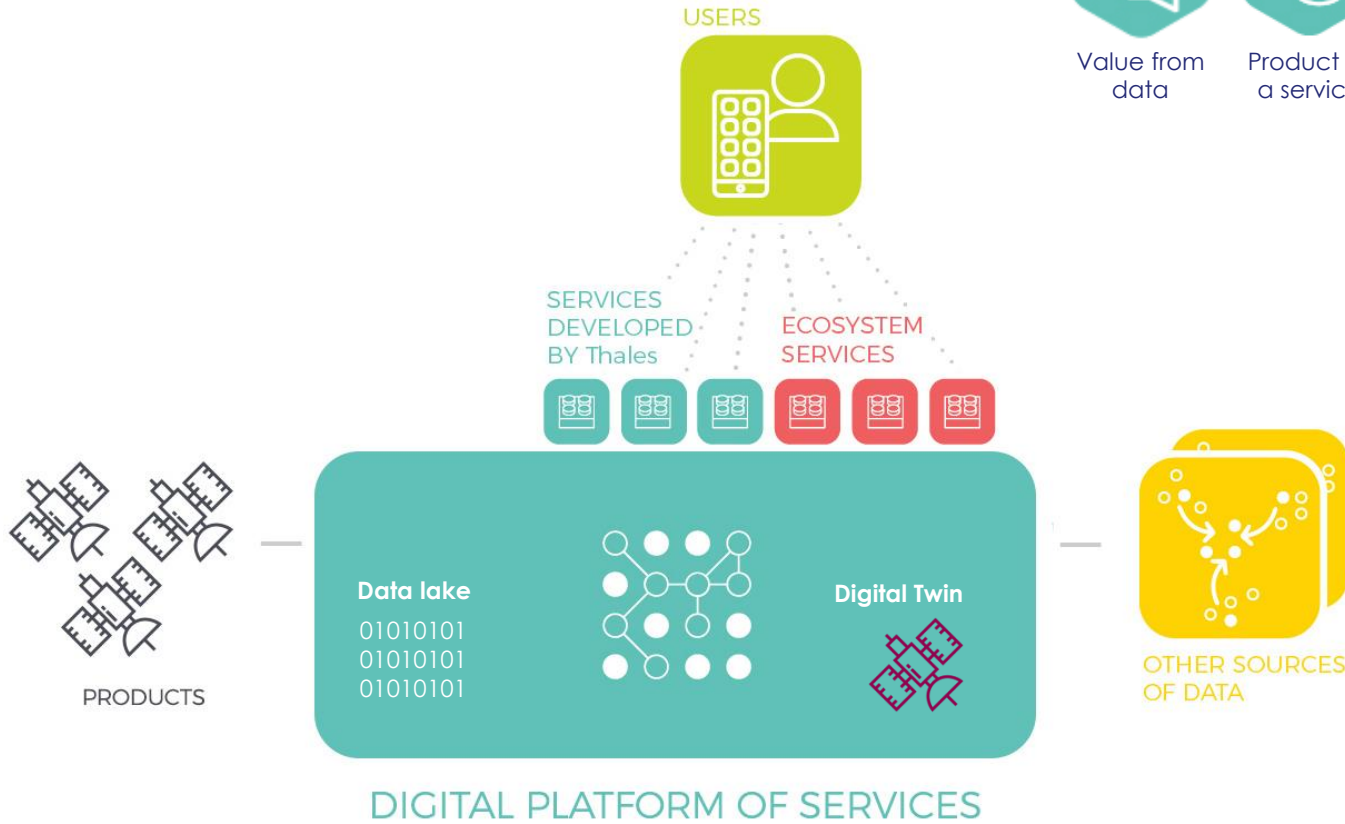 USERS
Value from
data
Product
a servic
SERVICES
DEVELOPED
BY Thales
ECOSYSTEM
SERVICES
Data lake
01010101
01010101
01010101
Digital Twin
PRODUCTS
OTHER SOURCES
OF DATA
DIGITAL PLATFORM OF SERVICES